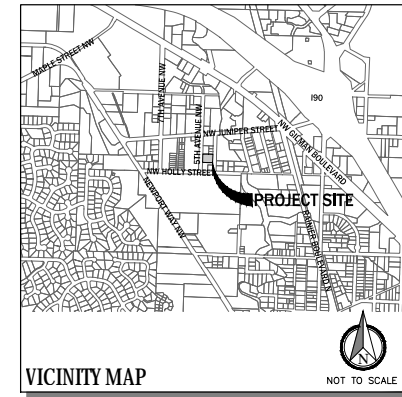 MAPLE STREET NW
7TH AVENUE NW
I90
5TH AVENUE NW
NW JUNIPER STREET
NW GILMAN BOULEVARD
NW HOLLY STREET
NEWPORT WAY NW
PROJECT SITE
RAINIER BOULEVARD N
VICINITY MAP
N
NOT TO SCALE